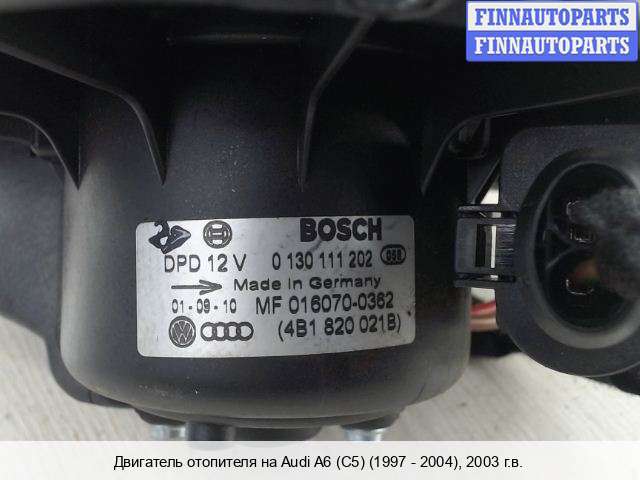 FINNAUTOPARTS
FINNAUTOPARTS
BOSCH
DPD 12 V 0 130 111 202 098
Made in Germany
01-09-10 MF 016070-0362
(4B1 820 021B)
Двигатель отопителя на Audi A6 (C5) (1997 - 2004), 2003 г.в.